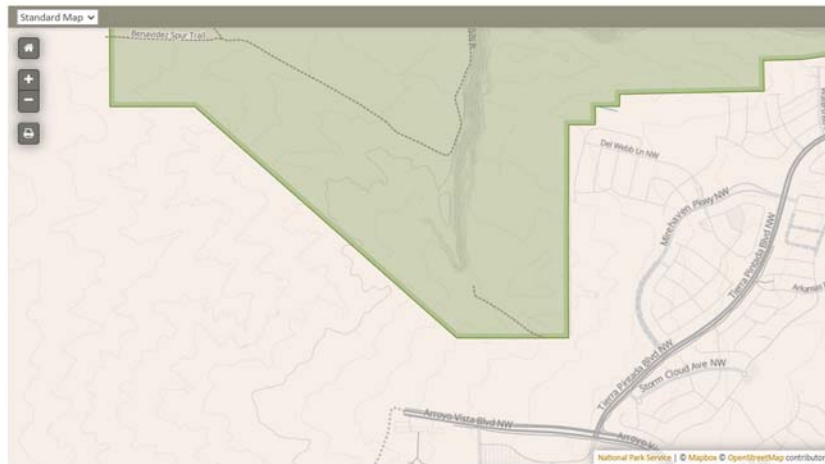 Standard Map
Benavidez Spur Trail
Del Webb Ln NW
Mirehaven Pkwy NW
Tierra Pintada Blvd NW
Tierra Pintada Blvd NW
Storm Cloud Ave NW
Arroyo Vista Blvd NW
National Park Service | © Mapbox © OpenStreetMap contributor